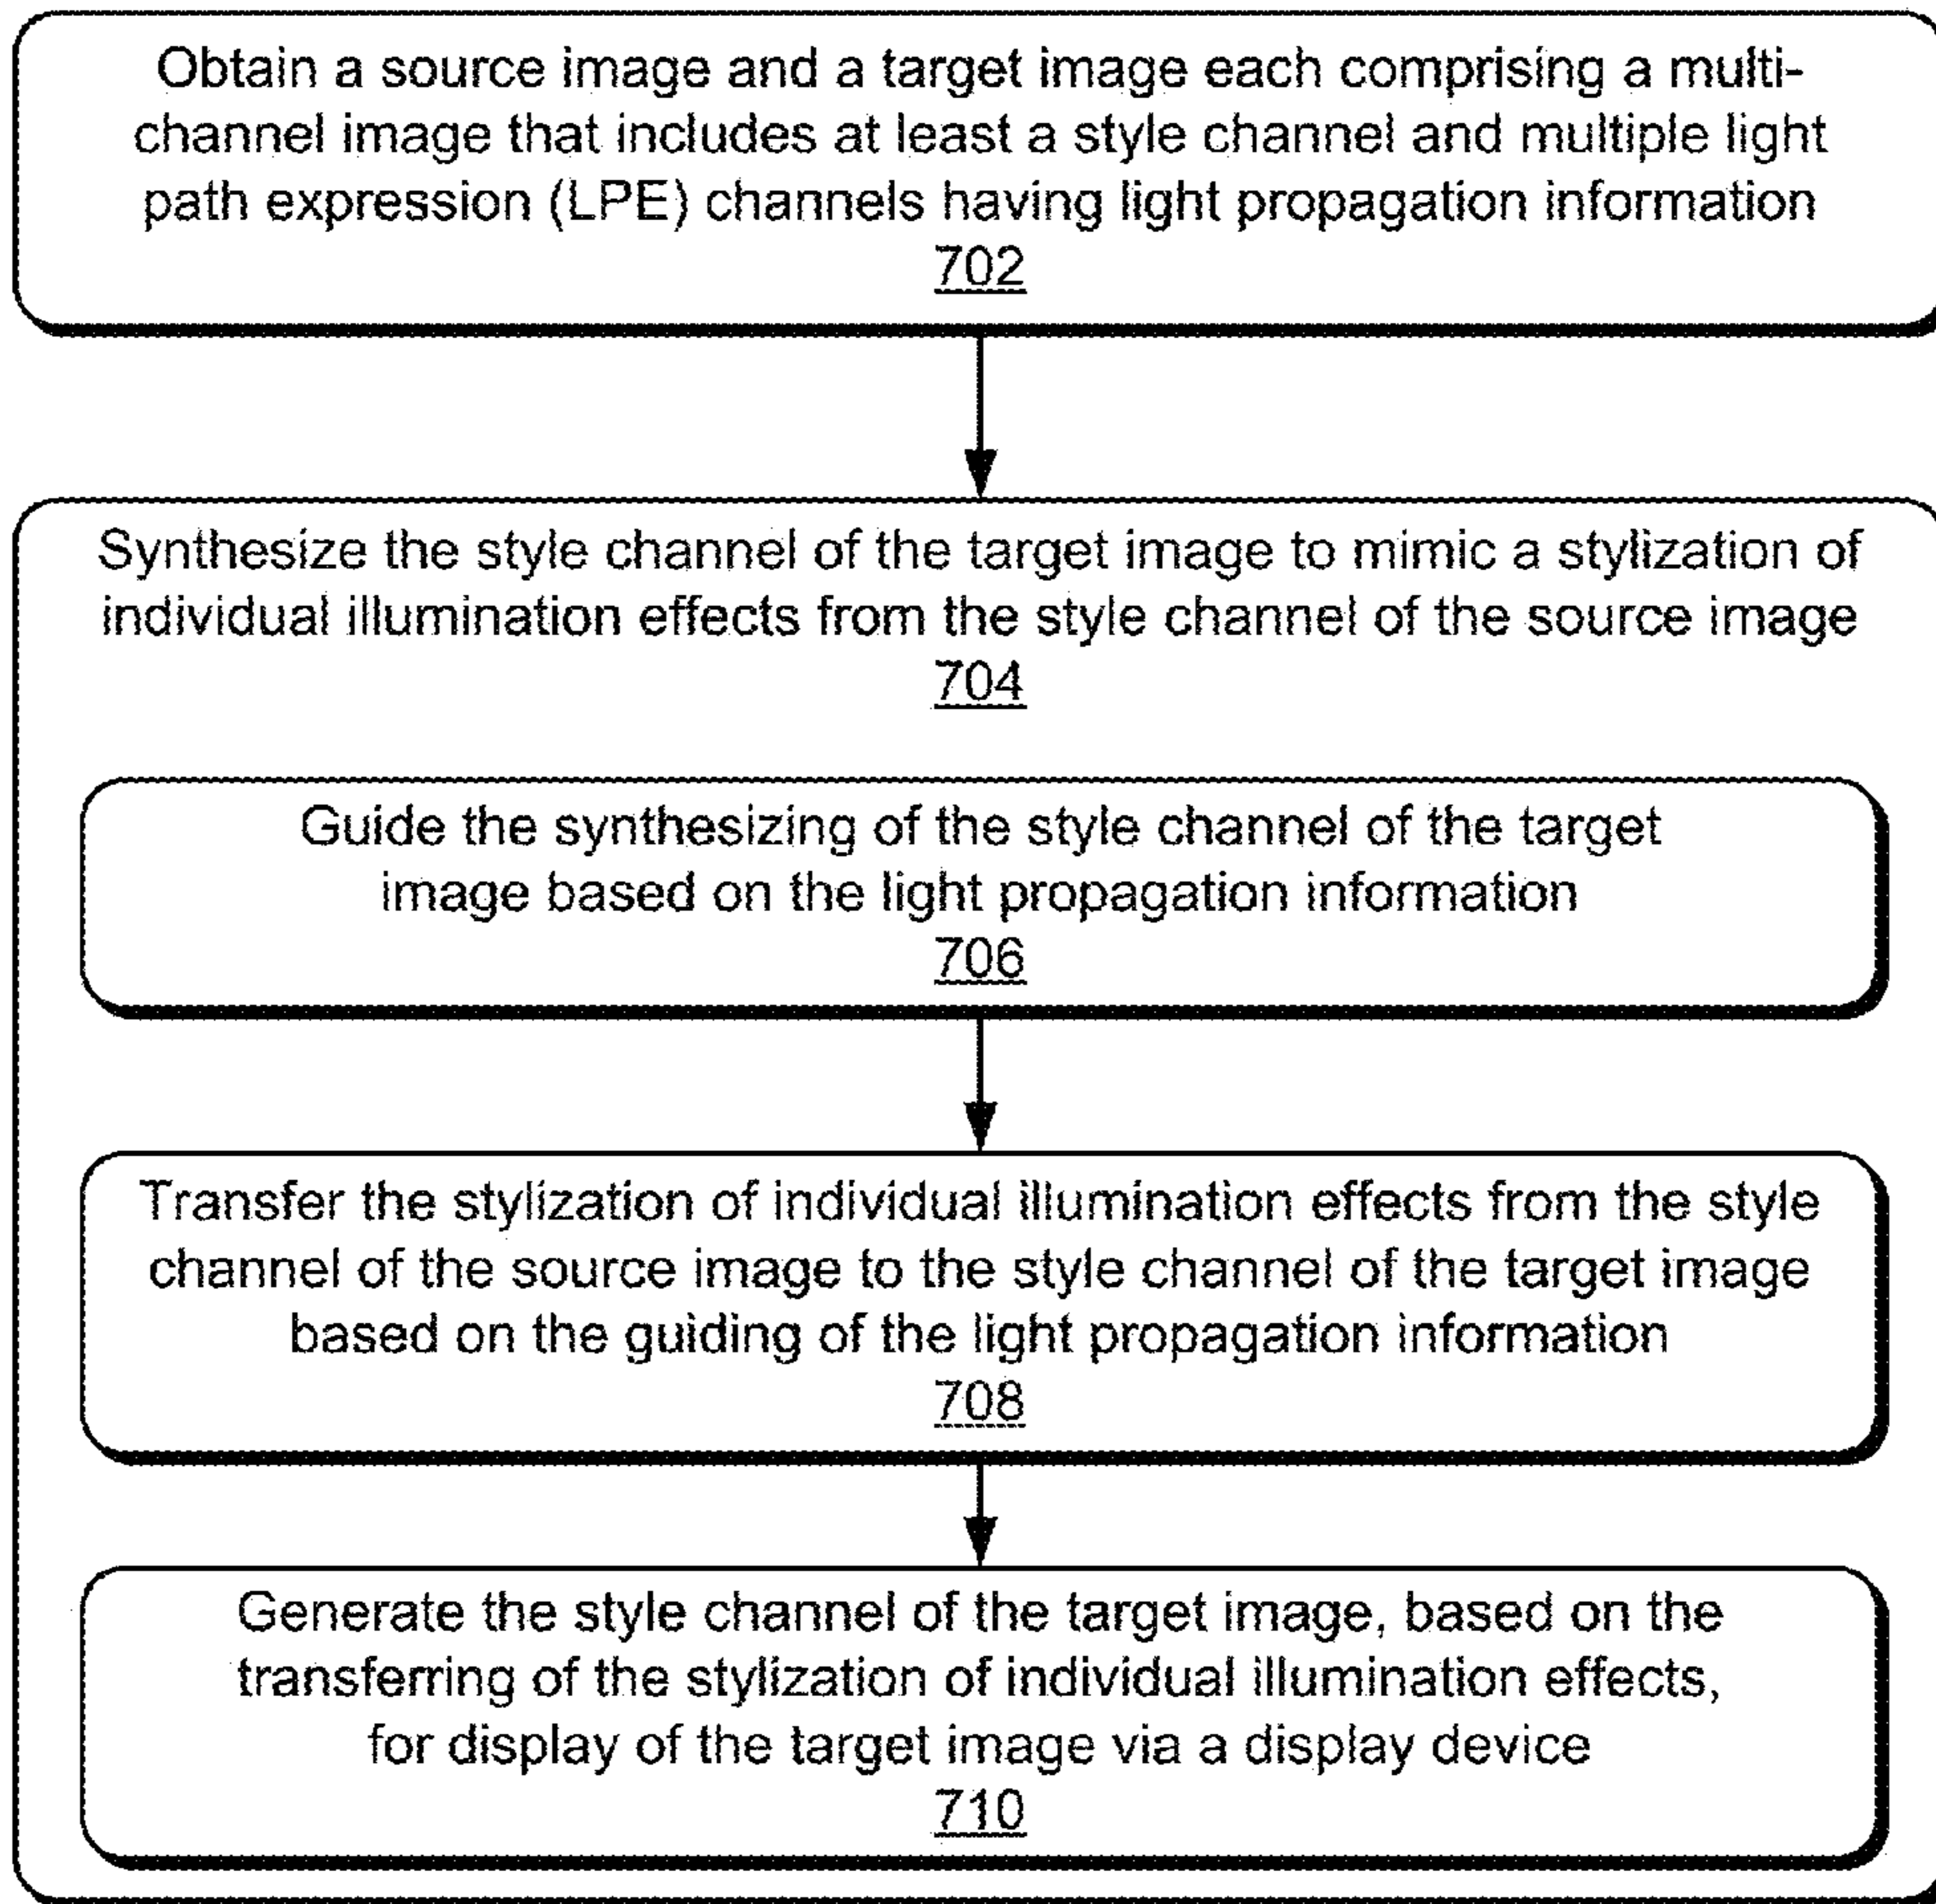 Obtain a source image and a target image each comprising a multi-
channel image that includes at least a style channel and multiple light
path expression (LPE) channels having light propagation information
702
Synthesize the style channel of the target image to mimic a stylization of
individual illumination effects from the style channel of the source image
704
Guide the synthesizing of the style channel of the target
image based on the light propagation information
706
Transfer the stylization of individual illumination effects from the style
channel of the source image to the style channel of the target image
based on the guiding of the light propagation information
708
Generate the style channel of the target image, based on the
transferring of the stylization of individual illumination effects,
for display of the target image via a display device
710